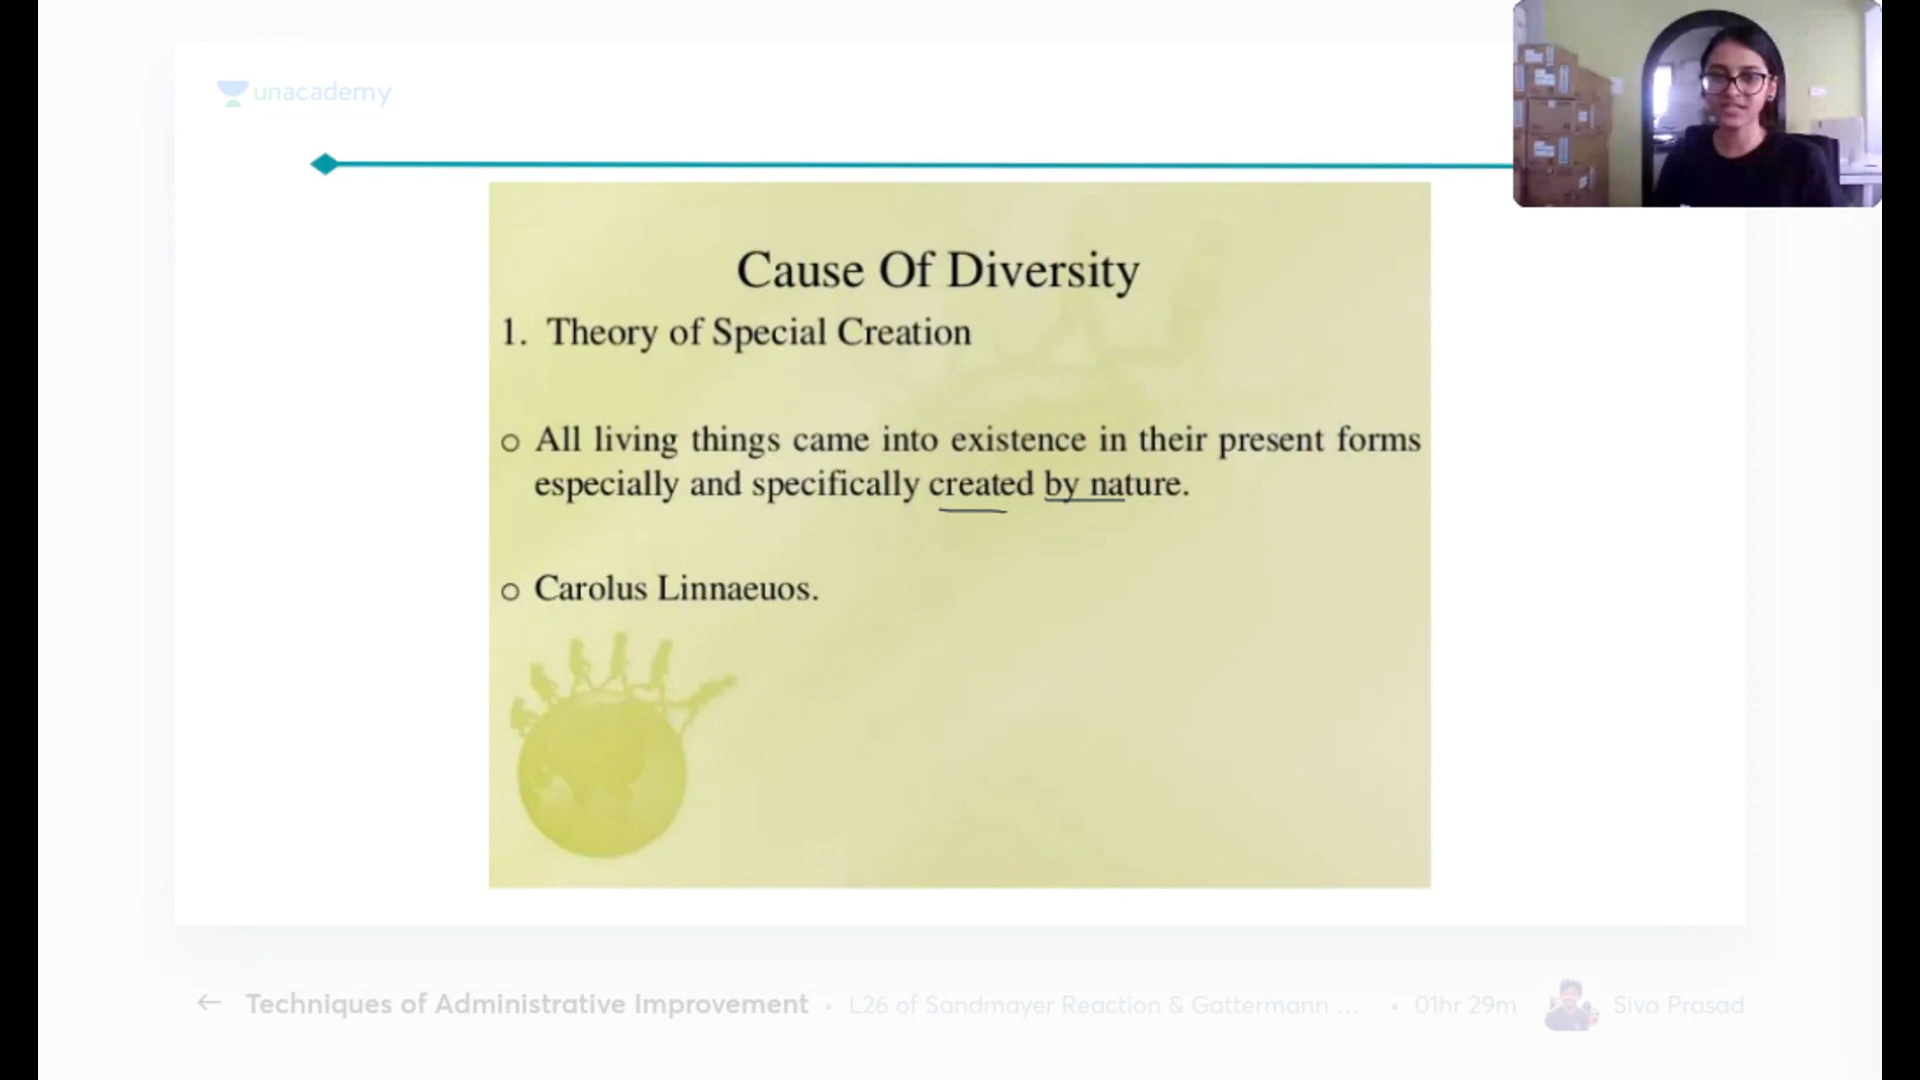 unacademy
Cause Of Diversity
1. Theory of Special Creation
o All living things came into existence in their present forms
especially and specifically created by nature.
o Carolus Linnaeuos.
← Techniques of Administrative Improvement • L26 of Sandmayer Reaction & Gattermann ... • 01hr 29m Siva Prasad